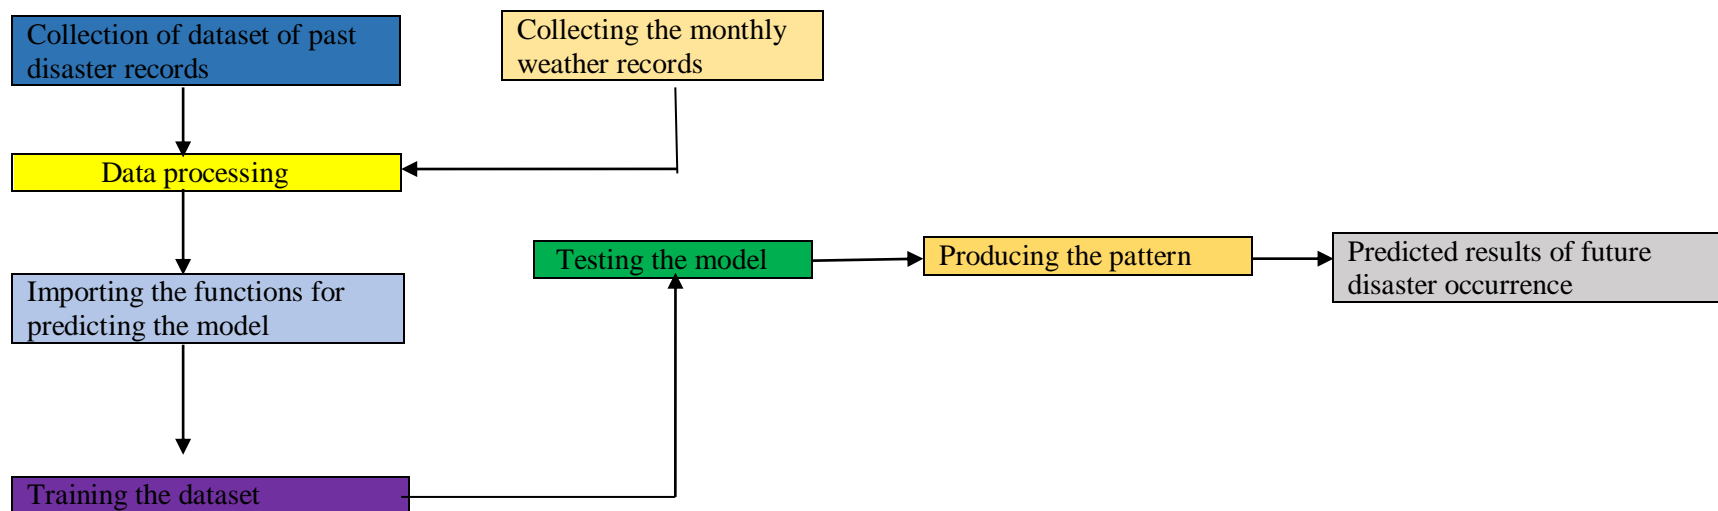 Collection of dataset of past
disaster records
Collecting the monthly
weather records
Data processing
Importing the functions for
predicting the model
Training the dataset
Testing the model
Producing the pattern
Predicted results of future
disaster occurrence